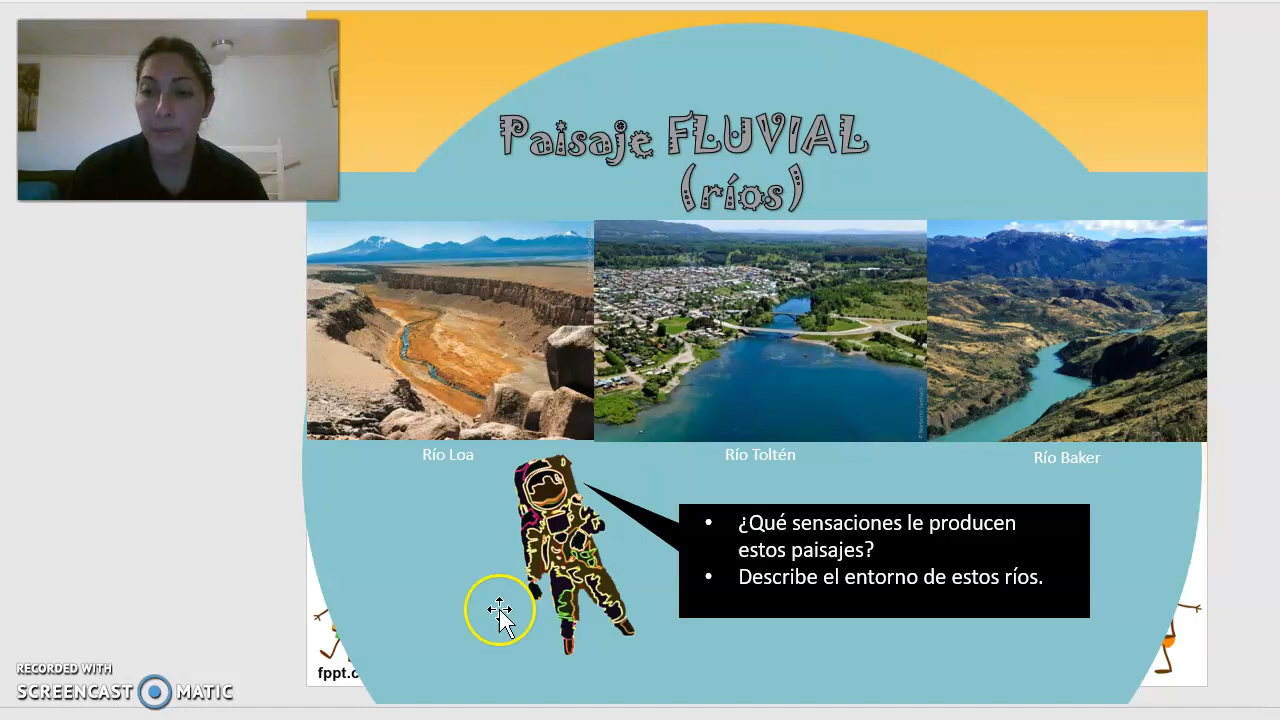 Paisaje FLUVIAL
(ríos)
Río Loa
Río Toltén
Río Baker
• ¿Qué sensaciones le producen
estos paisajes?
• Describe el entorno de estos ríos.
fppt.c
RECORDED WITH
SCREENCAST MATIC